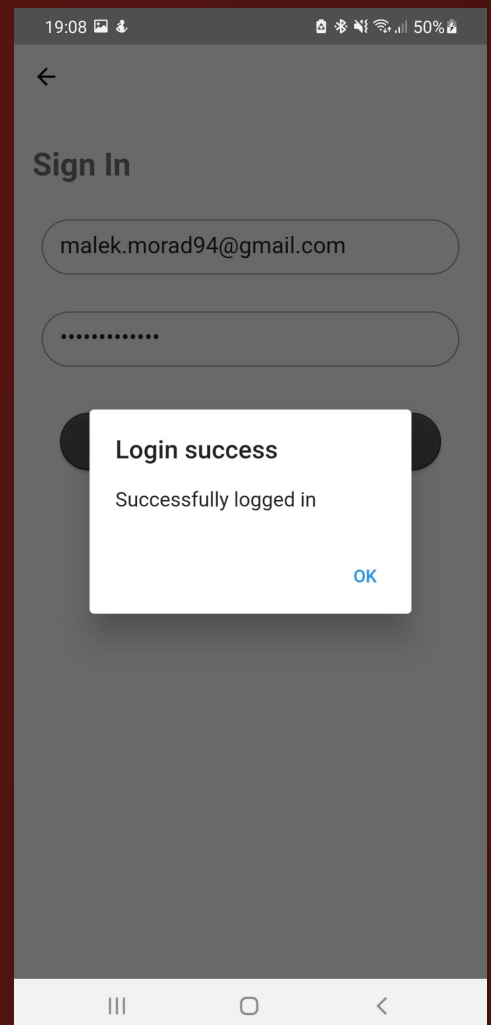 19:08 50%
Sign In
malek.morad94@gmail.com
•••••••••••••
Login success
Successfully logged in
OK